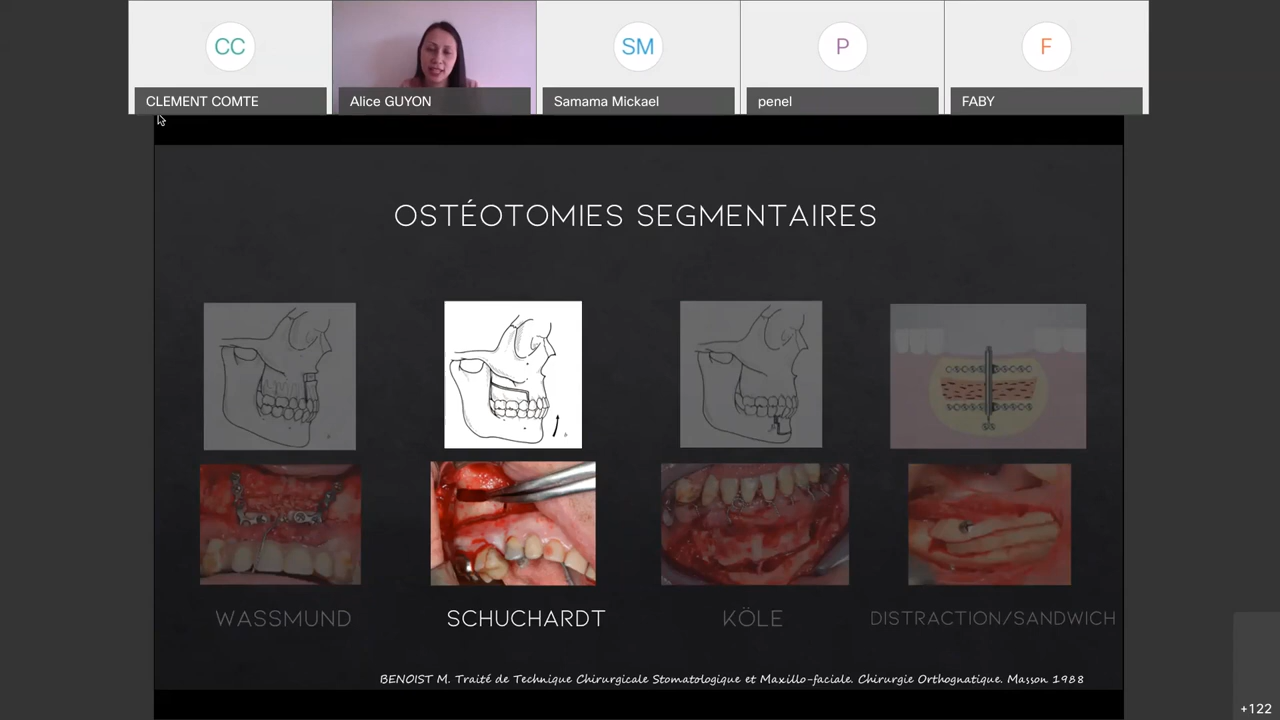 CC
SM
P
F
CLEMENT COMTE
Alice GUYON
Samama Mickael
penel
FABY
OSTÉOTOMIES SEGMENTAIRES
WASSMUND
SCHUCHARDT
KÖLE
DISTRACTION/SANDWICH
BENOIST M. Traité de Technique Chirurgicale Stomatologique et Maxillo-faciale. Chirurgie Orthognatique. Masson 1988
+122